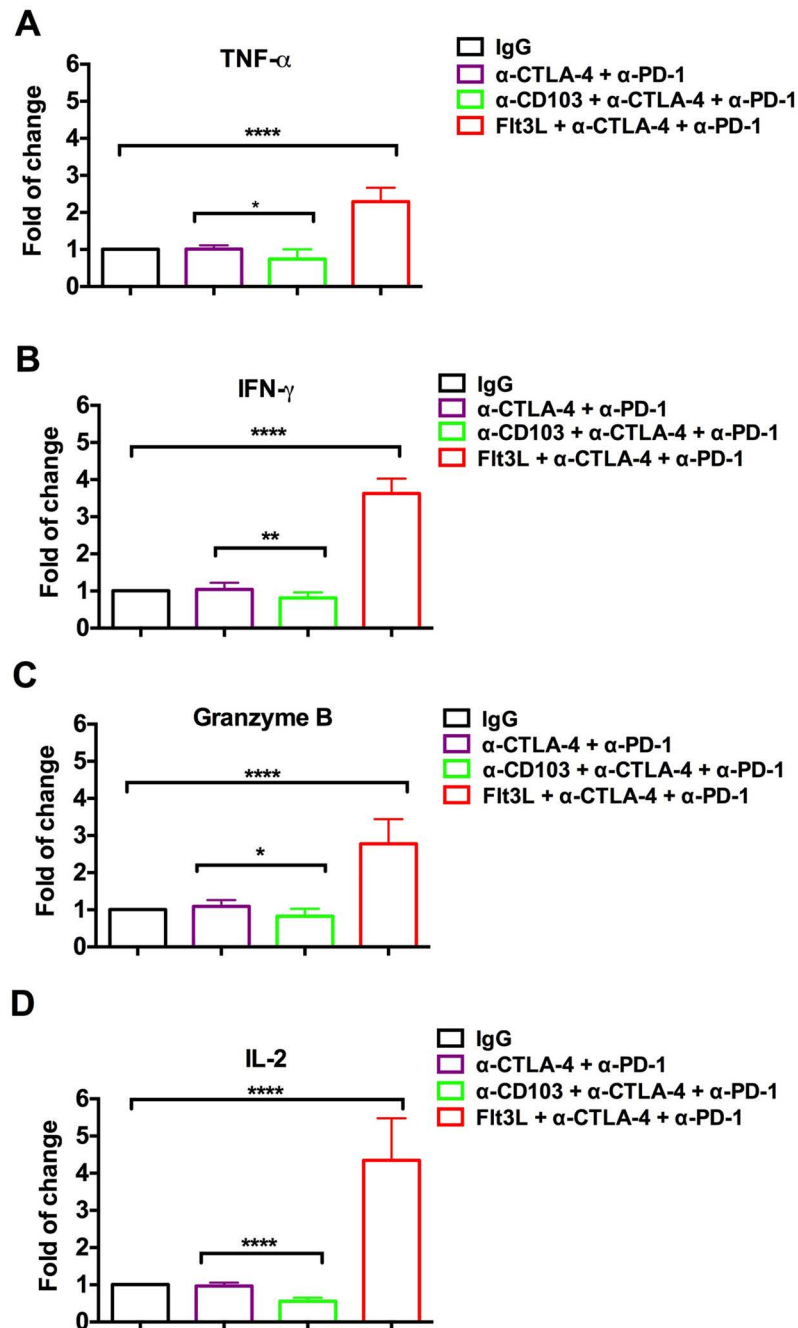 A
TNF-α
Fold of change
6
5
4
3
2
1
0
****
*
IgG
α-CTLA-4 + α-PD-1
α-CD103 + α-CTLA-4 + α-PD-1
Flt3L + α-CTLA-4 + α-PD-1
B
IFN-γ
Fold of change
6
5
4
3
2
1
0
****
**
IgG
α-CTLA-4 + α-PD-1
α-CD103 + α-CTLA-4 + α-PD-1
Flt3L + α-CTLA-4 + α-PD-1
C
Granzyme B
Fold of change
6
5
4
3
2
1
0
****
*
IgG
α-CTLA-4 + α-PD-1
α-CD103 + α-CTLA-4 + α-PD-1
Flt3L + α-CTLA-4 + α-PD-1
D
IL-2
Fold of change
6
5
4
3
2
1
0
****
****
IgG
α-CTLA-4 + α-PD-1
α-CD103 + α-CTLA-4 + α-PD-1
Flt3L + α-CTLA-4 + α-PD-1